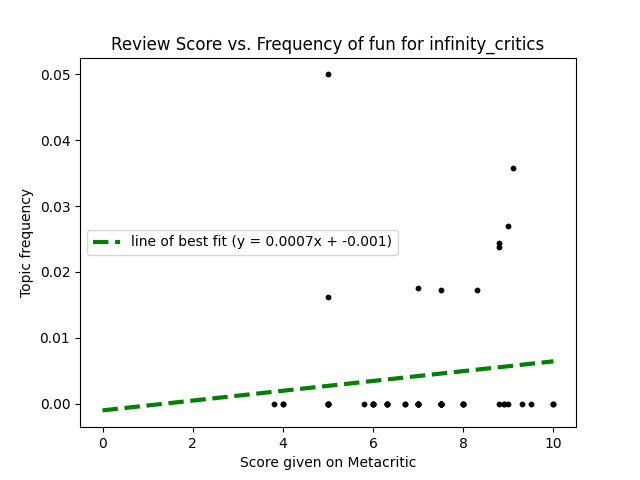 Review Score vs. Frequency of fun for infinity_critics
0.05
0.04
0.03
0.02
0.01
0.00
Topic frequency
line of best fit (y = 0.0007x + -0.001)
0 2 4 6 8 10
Score given on Metacritic